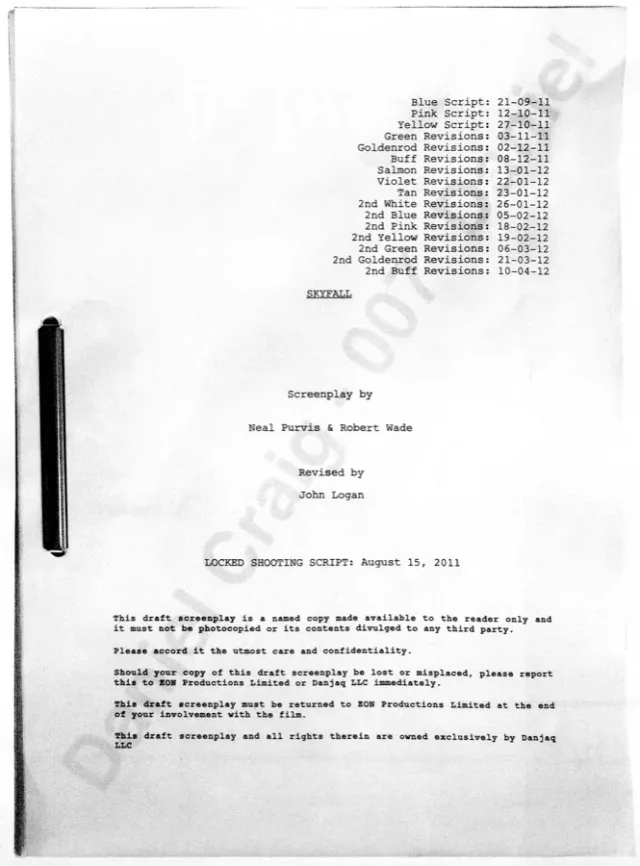 Blue Script: 21-09-11
Pink Script: 12-10-11
Yellow Script: 27-10-11
Green Revisions: 03-11-11
Goldenrod Revisions: 02-12-11
Buff Revisions: 08-12-11
Salmon Revisions: 13-01-12
Violet Revisions: 22-01-12
Tan Revisions: 23-01-12
2nd White Revisions: 26-01-12
2nd Blue Revisions: 05-02-12
2nd Pink Revisions: 18-02-12
2nd Yellow Revisions: 19-02-12
2nd Green Revisions: 06-03-12
2nd Goldenrod Revisions: 21-03-12
2nd Buff Revisions: 10-04-12
SKYFALL
Screenplay by
Neal Purvis & Robert Wade
Revised by
John Logan
LOCKED SHOOTING SCRIPT: August 15, 2011
This draft screenplay is a named copy made available to the reader only and
it must not be photocopied or its contents divulged to any third party.
Please accord it the utmost care and confidentiality.
Should your copy of this draft screenplay be lost or misplaced, please report
this to EON Productions Limited or Danjaq LLC immediately.
This draft screenplay must be returned to EON Productions Limited at the end
of your involvement with the film.
This draft screenplay and all rights therein are owned exclusively by Danjaq
LLC
Daniel Craig - 007